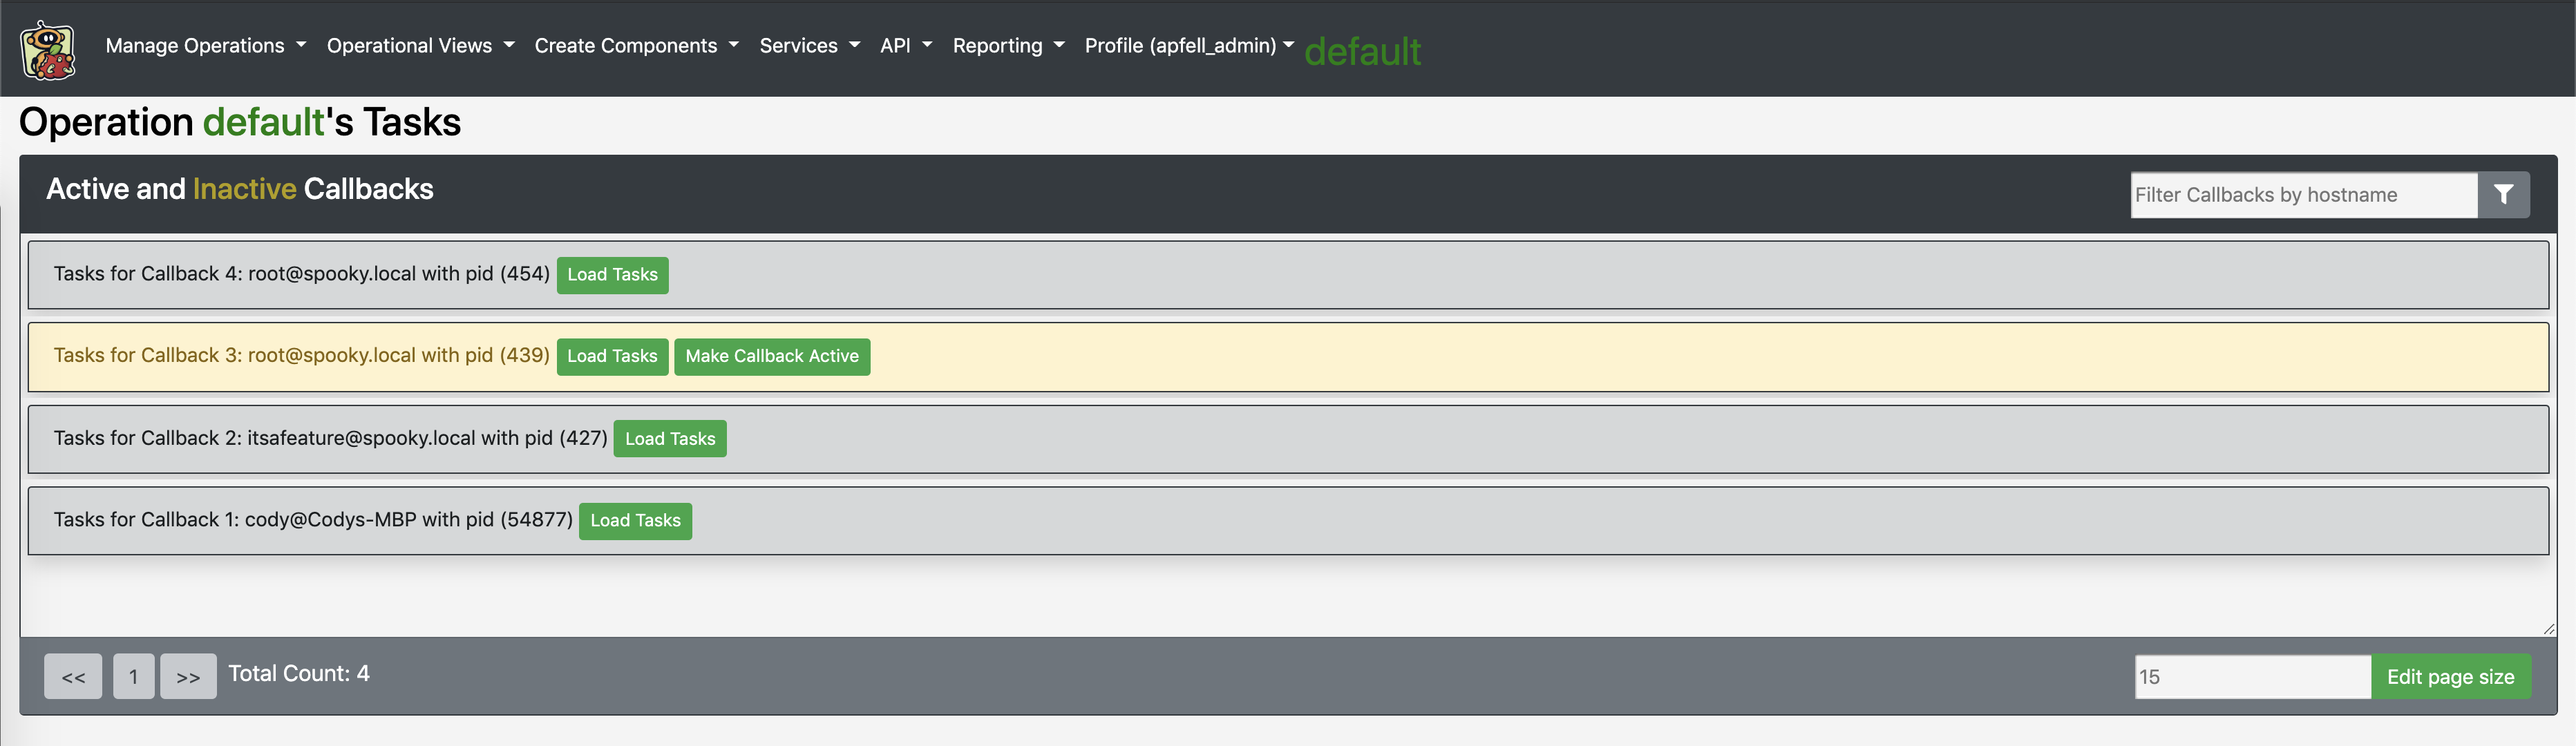 Manage Operations Operational Views Create Components Services API Reporting Profile (apfell_admin) default
Operation default's Tasks
Active and Inactive Callbacks Filter Callbacks by hostname
Tasks for Callback 4: root@spooky.local with pid (454) Load Tasks
Tasks for Callback 3: root@spooky.local with pid (439) Load Tasks Make Callback Active
Tasks for Callback 2: itsafeature@spooky.local with pid (427) Load Tasks
Tasks for Callback 1: cody@Codys-MBP with pid (54877) Load Tasks
<< 1 >> Total Count: 4 15 Edit page size